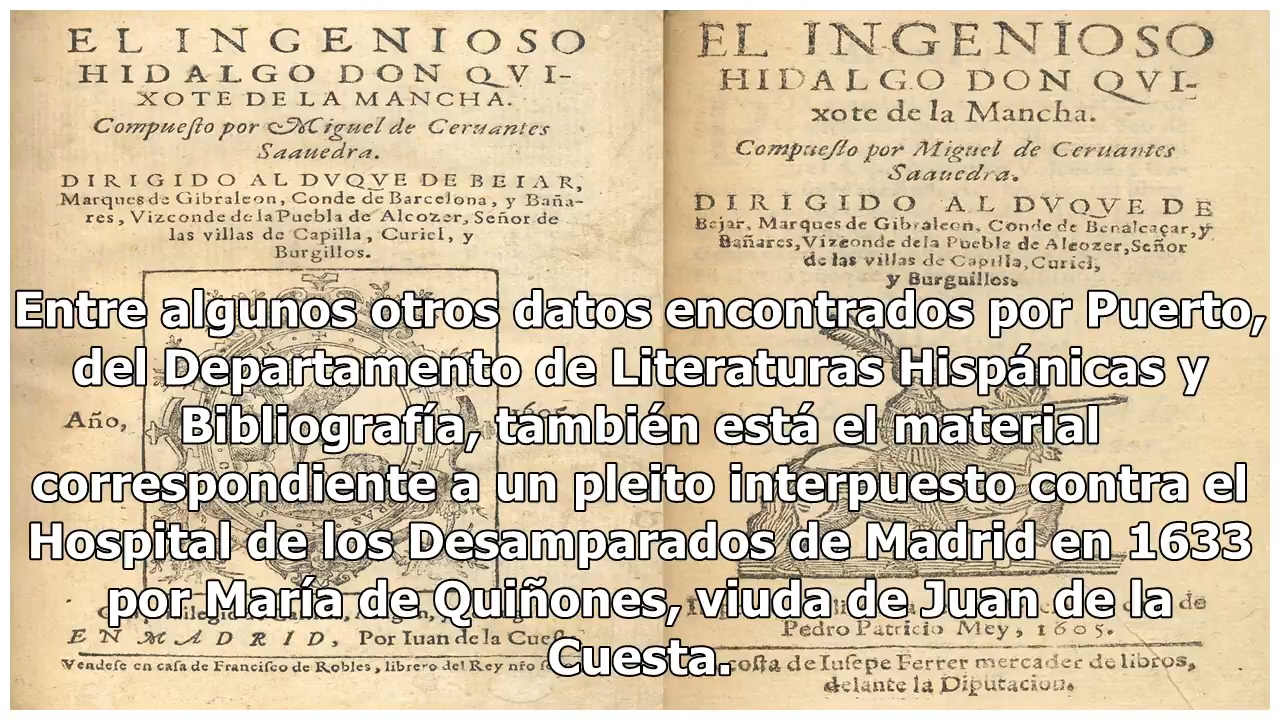 EL INGENIOSO
HIDALGO DON QVI-
XOTE DE LA MANCHA.
Compuesto por Miguel de Ceruantes
Saauedra.
DIRIGIDO AL DVQVE DE BEIAR,
Marques de Gibraleon, Conde de Barcelona, y Baña-
res, Vizconde de la Puebla de Alcozer, Señor de
las villas de Capilla, Curiel, y
Burgillos.
Año, 1605
EN MADRID, Por Iuan de la Cuesta
Vendese en casa de Francisco de Robles, librero del Rey nro
EL INGENIOSO
HIDALGO DON QVI-
xote de la Mancha.
Compuesto por Miguel de Ceruantes
Saauedra.
DIRIGIDO AL DVQVE DE
Bejar, Marques de Gibraleon, Conde de Benalcaçar, y
Bañares, Vizconde de la Puebla de Alcozer, Señor
de las villas de Capilla, Curiel,
y Burguillos.
de
Pedro Patricio Mey, 1605.
costa de Iusepe Ferrer mercader de libros,
delante la Diputacion.
Entre algunos otros datos encontrados por Puerto,
del Departamento de Literaturas Hispánicas y
Bibliografía, también está el material
correspondiente a un pleito interpuesto contra el
Hospital de los Desamparados de Madrid en 1633
por María de Quiñones, viuda de Juan de la
Cuesta.